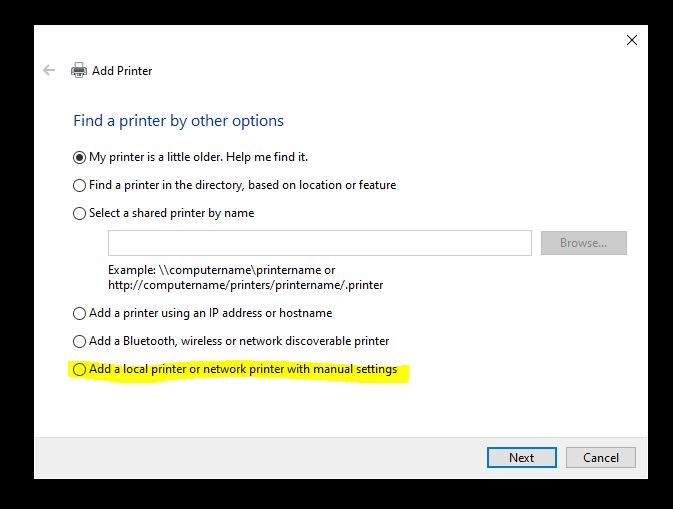 Add Printer
Find a printer by other options
My printer is a little older. Help me find it.
Find a printer in the directory, based on location or feature
Select a shared printer by name
Browse...
Example: \\computername\printername or
http://computername/printers/printername/.printer
Add a printer using an IP address or hostname
Add a Bluetooth, wireless or network discoverable printer
Add a local printer or network printer with manual settings
Next
Cancel